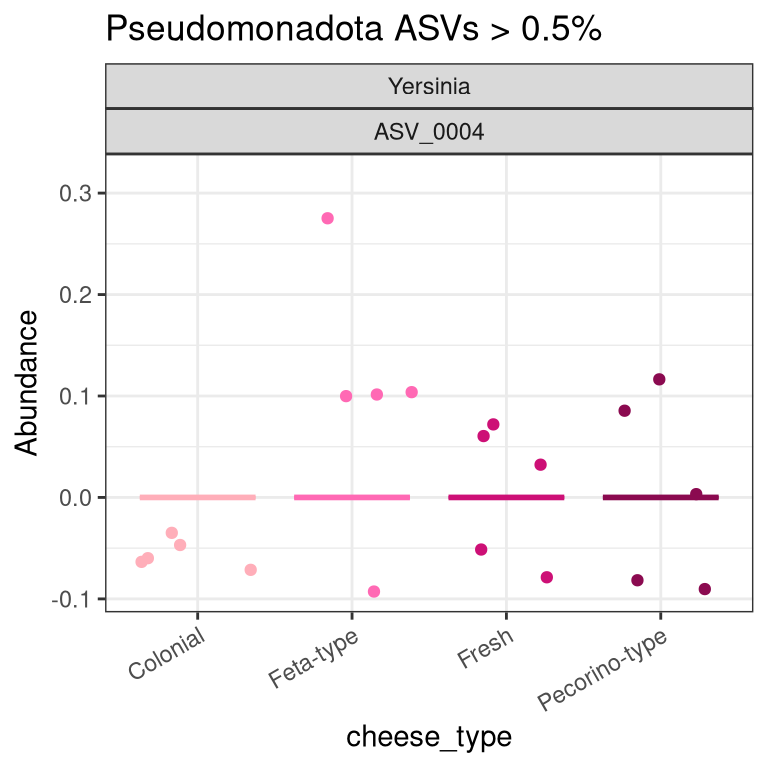 Pseudomonadota ASVs > 0.5%
Yersinia
ASV_0004
0.3
0.2
0.1
0.0
-0.1
Abundance
Colonial
Feta-type
Fresh
Pecorino-type
cheese_type